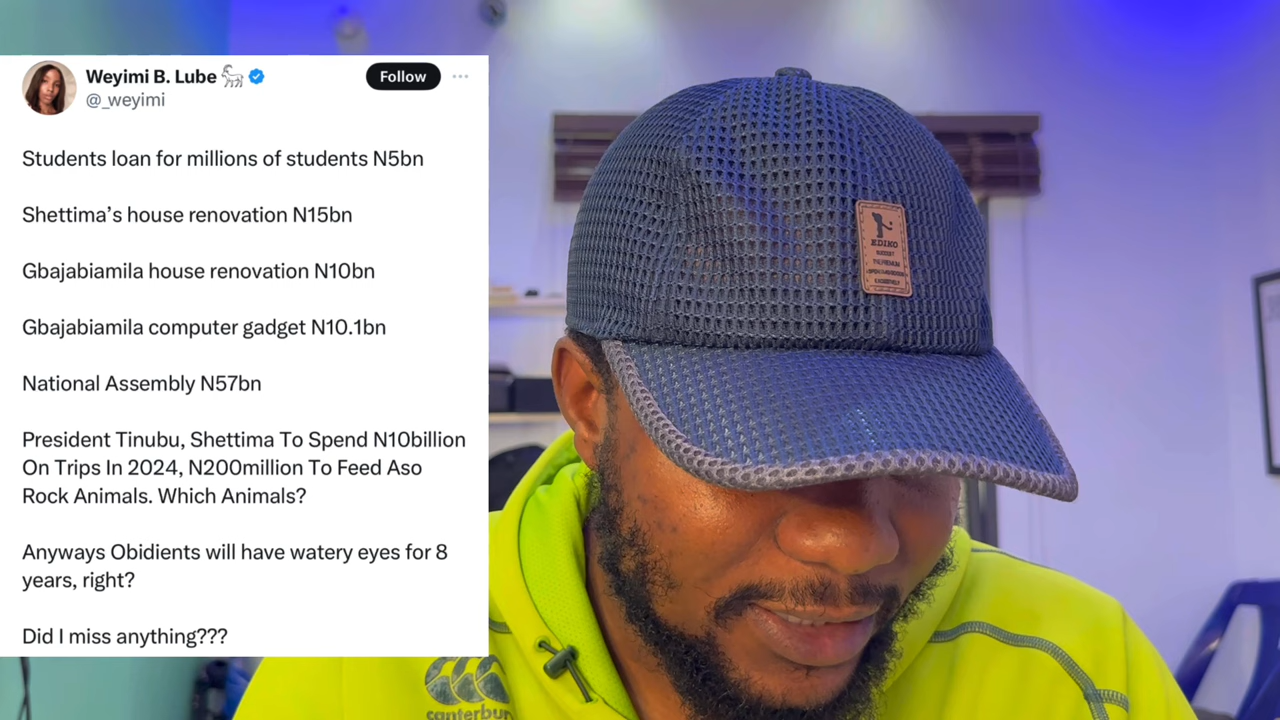 Weyimi B. Lube
@_weyimi
Follow
Students loan for millions of students N5bn
Shettima's house renovation N15bn
Gbajabiamila house renovation N10bn
Gbajabiamila computer gadget N10.1bn
National Assembly N57bn
President Tinubu, Shettima To Spend N10billion
On Trips In 2024, N200million To Feed Aso
Rock Animals. Which Animals?
Anyways Obidients will have watery eyes for 8
years, right?
Did I miss anything???
EDIKO
THE PREMIUM
canterbury